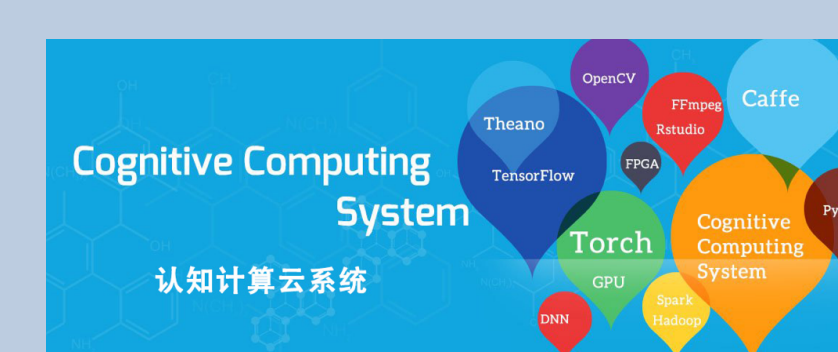 Cognitive Computing
System
认知计算云系统
OpenCV
Theano
TensorFlow
FFmpeg
Rstudio
Caffe
FPGA
Torch
GPU
Cognitive
Computing
System
Py
DNN
Spark
Hadoop